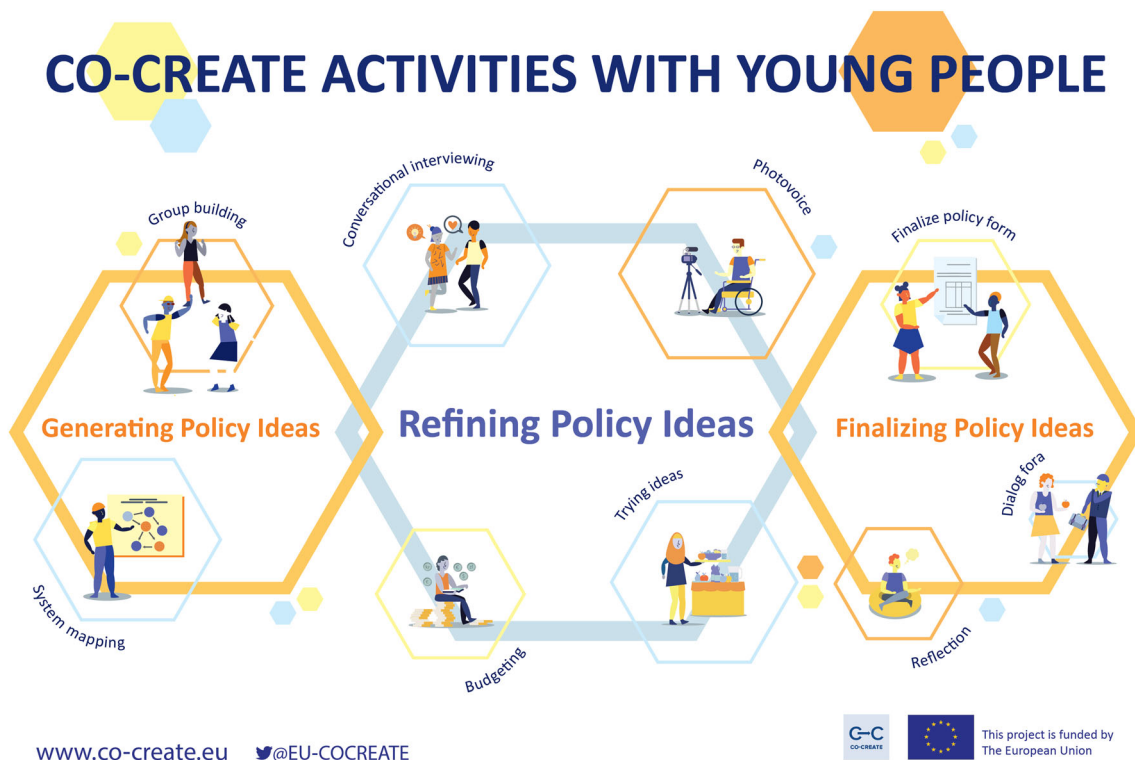 CO-CREATE ACTIVITIES WITH YOUNG PEOPLE
Group building
Conversational interviewing
Photovoice
Finalize policy form
Generating Policy Ideas
Refining Policy Ideas
Finalizing Policy Ideas
System mapping
Budgeting
Trying ideas
Reflection
Dialog fora
www.co-create.eu
@EU-COCREATE
C-C
CO-CREATE
This project is funded by
The European Union